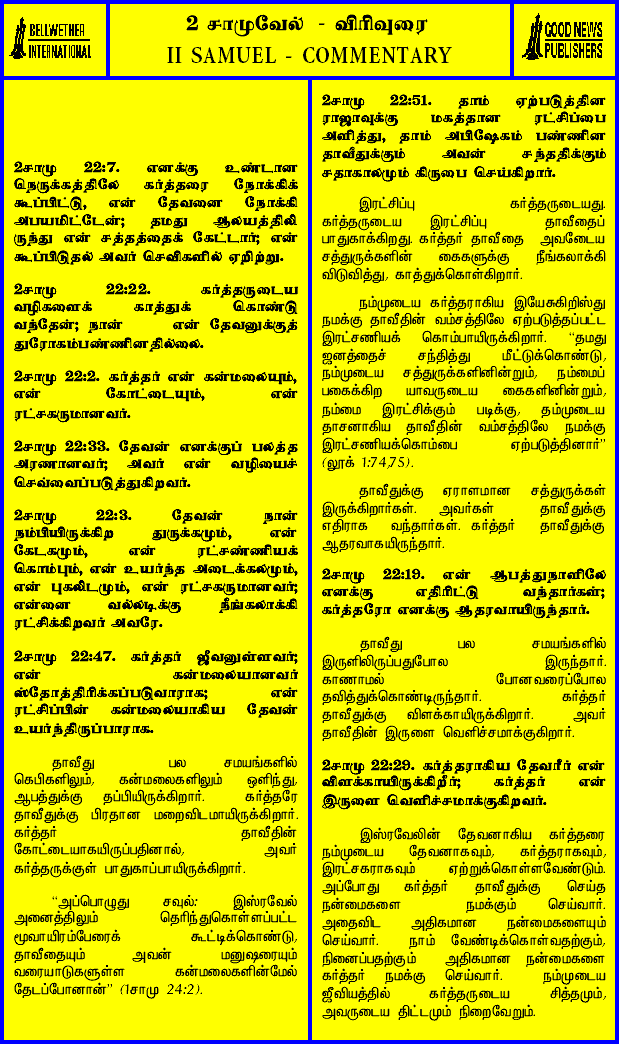 BELLWETHER
INTERNATIONAL
2 சாமுவேல் - விரிவுரை
II SAMUEL - COMMENTARY
GOOD NEWS
PUBLISHERS
2சாமு 22:7. எனக்கு உண்டான
நெருக்கத்திலே கர்த்தரை நோக்கிக்
கூப்பிட்டு, என் தேவனை நோக்கி
அபயமிட்டேன்; தமது ஆலயத்திலி
ருந்து என் சத்தத்தைக் கேட்டார்; என்
கூப்பிடுதல் அவர் செவிகளில் ஏறிற்று.
2சாமு 22:22. கர்த்தருடைய
வழிகளைக் காத்துக் கொண்டு
வந்தேன்; நான் என் தேவனுக்குத்
துரோகம்பண்ணினதில்லை.
2சாமு 22:2. கர்த்தர் என் கன்மலையும்,
என் கோட்டையும், என்
ரட்சகருமானவர்.
2சாமு 22:33. தேவன் எனக்குப் பலத்த
அரணானவர்; அவர் என் வழியைச்
செவ்வைப்படுத்துகிறவர்.
2சாமு 22:3. தேவன் நான்
நம்பியிருக்கிற துருக்கமும், என்
கேடகமும், என் ரட்சண்ணியக்
கொம்பும், என் உயர்ந்த அடைக்கலமும்,
என் புகலிடமும், என் ரட்சகருமானவர்;
என்னை வல்லடிக்கு நீங்கலாக்கி
ரட்சிக்கிறவர் அவரே.
2சாமு 22:47. கர்த்தர் ஜீவனுள்ளவர்;
என் கன்மலையானவர்
ஸ்தோத்திரிக்கப்படுவாராக; என்
ரட்சிப்பின் கன்மலையாகிய தேவன்
உயர்ந்திருப்பாராக.
தாவீது பல சமயங்களில்
கெபிகளிலும், கன்மலைகளிலும் ஒளிந்து,
ஆபத்துக்கு தப்பியிருக்கிறார். கர்த்தரே
தாவீதுக்கு பிரதான மறைவிடமாயிருக்கிறார்.
கர்த்தர் தாவீதின்
கோட்டையாகயிருப்பதினால், அவர்
கர்த்தருக்குள் பாதுகாப்பாயிருக்கிறார்.
“அப்பொழுது சவுல்: இஸ்ரவேல்
அனைத்திலும் தெரிந்துகொள்ளப்பட்ட
மூவாயிரம்பேரைக் கூட்டிக்கொண்டு,
தாவீதையும் அவன் மனுஷரையும்
வரையாடுகளுள்ள கன்மலைகளின்மேல்
தேடப்போனான்” (1சாமு 24:2).
2சாமு 22:51. தாம் ஏற்படுத்தின
ராஜாவுக்கு மகத்தான ரட்சிப்பை
அளித்து, தாம் அபிஷேகம் பண்ணின
தாவீதுக்கும் அவன் சந்ததிக்கும்
சதாகாலமும் கிருபை செய்கிறார்.
இரட்சிப்பு கர்த்தருடையது.
கர்த்தருடைய இரட்சிப்பு தாவீதைப்
பாதுகாக்கிறது. கர்த்தர் தாவீதை அவடைய
சத்துருக்களின் கைகளுக்கு நீங்கலாக்கி
விடுவித்து, காத்துக்கொள்கிறார்.
நம்முடைய கர்த்தராகிய இயேசுகிறிஸ்து
நமக்கு தாவீதின் வம்சத்திலே ஏற்படுத்தப்பட்ட
இரட்சணியக் கொம்பாயிருக்கிறார். “தமது
ஜனத்தைச் சந்தித்து மீட்டுக்கொண்டு,
நம்முடைய சத்துருக்களினின்றும், நம்மைப்
பகைக்கிற யாவருடைய கைகளினின்றும்,
நம்மை இரட்சிக்கும் படிக்கு, தம்முடைய
தாசனாகிய தாவீதின் வம்சத்திலே நமக்கு
இரட்சணியக்கொம்பை ஏற்படுத்தினார்”
(லூக் 1:74,75).
தாவீதுக்கு ஏராளமான சத்துருக்கள்
இருக்கிறார்கள். அவர்கள் தாவீதுக்கு
எதிராக வந்தார்கள். கர்த்தர் தாவீதுக்கு
ஆதரவாகயிருந்தார்.
2சாமு 22:19. என் ஆபத்துநாளிலே
எனக்கு எதிரிட்டு வந்தார்கள்;
கர்த்தரோ எனக்கு ஆதரவாயிருந்தார்.
தாவீது பல சமயங்களில்
இருளிலிருப்பதுபோல இருந்தார்.
காணாமல் போனவரைப்போல
தவித்துக்கொண்டிருந்தார். கர்த்தர்
தாவீதுக்கு விளக்காயிருக்கிறார். அவர்
தாவீதின் இருளை வெளிச்சமாக்குகிறார்.
2சாமு 22:29. கர்த்தராகிய தேவரீர் என்
விளக்காயிருக்கிறீர்; கர்த்தர் என்
இருளை வெளிச்சமாக்குகிறவர்.
இஸ்ரவேலின் தேவனாகிய கர்த்தரை
நம்முடைய தேவனாகவும், கர்த்தராகவும்,
இரட்சகராகவும் ஏற்றுக்கொள்ளவேண்டும்.
அப்போது கர்த்தர் தாவீதுக்கு செய்த
நன்மைகளை நமக்கும் செய்வார்.
அதைவிட அதிகமான நன்மைகளையும்
செய்வார். நாம் வேண்டிக்கொள்வதற்கும்,
நினைப்பதற்கும் அதிகமான நன்மைகளை
கர்த்தர் நமக்கு செய்வார். நம்முடைய
ஜீவியத்தில் கர்த்தருடைய சித்தமும்,
அவருடைய திட்டமும் நிறைவேறும்.